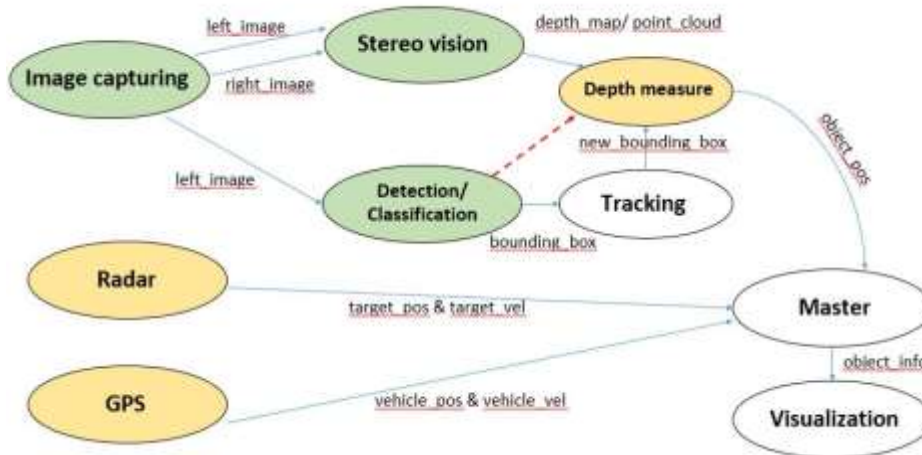 left_image
depth_map/ point_cloud
Stereo vision
Image capturing
right_image
Depth measure
new_bounding_box
object_pos
left_image
Detection/
Classification
Tracking
bounding_box
Radar
target_pos & target_vel
Master
object_info
GPS
vehicle_pos & vehicle_vel
Visualization